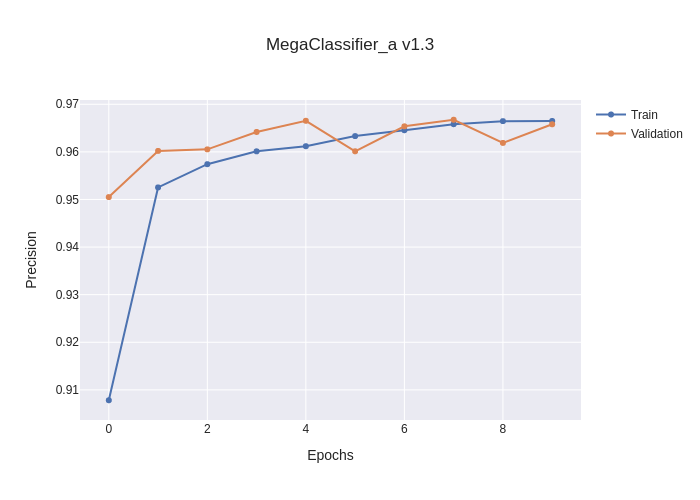 MegaClassifier_a v1.3
0.97
0.96
0.95
0.94
0.93
0.92
0.91
Precision
0 2 4 6 8
Epochs
Train
Validation